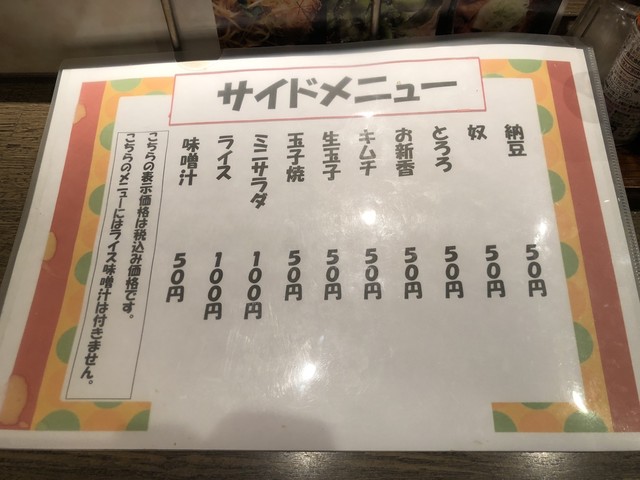 サイドメニュー
納豆 50円
奴 50円
とろろ 50円
お新香 50円
キムチ 50円
生玉子 50円
玉子焼 50円
ミニサラダ 100円
ライス 100円
味噌汁 50円
こちらの表示価格は税込み価格です。
こちらのメニューにはライス味噌汁は付きません。